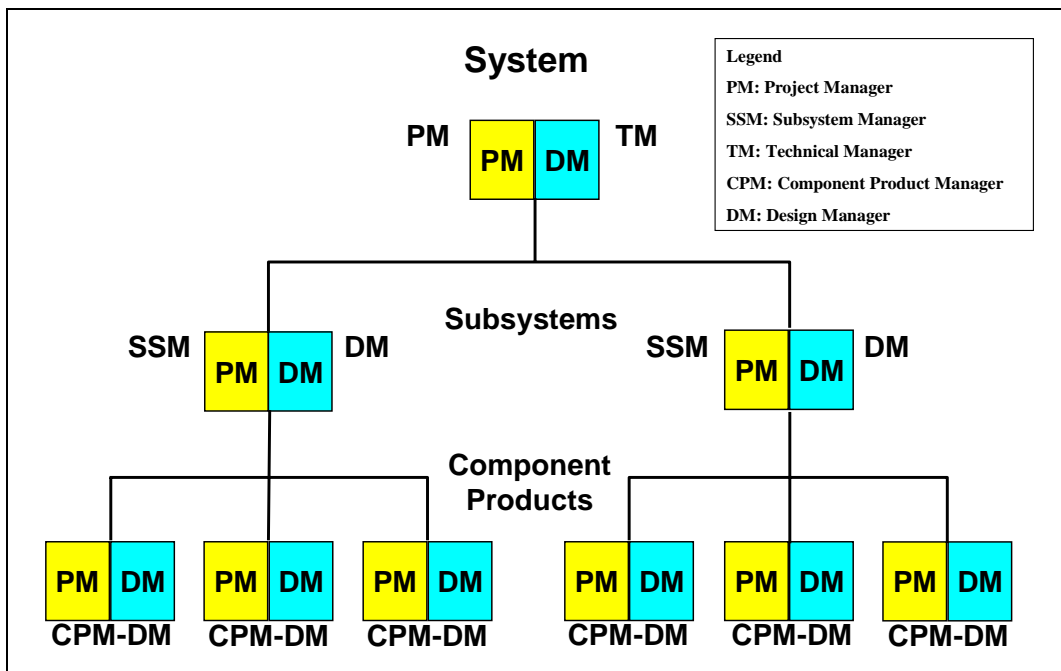 System
Legend
PM: Project Manager
SSM: Subsystem Manager
TM: Technical Manager
CPM: Component Product Manager
DM: Design Manager
PM PM DM TM
Subsystems
SSM PM DM DM
SSM PM DM DM
Component
Products
PM DM PM DM PM DM PM DM PM DM PM DM
CPM-DM CPM-DM CPM-DM CPM-DM CPM-DM CPM-DM